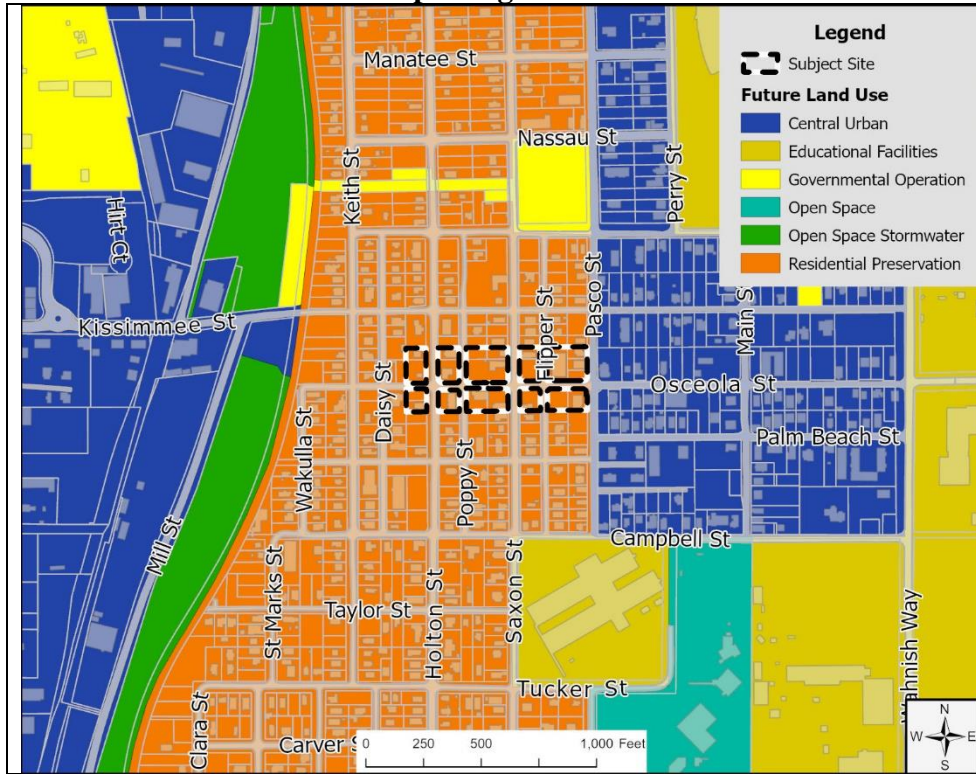 Legend
Subject Site
Future Land Use
Central Urban
Educational Facilities
Governmental Operation
Open Space
Open Space Stormwater
Residential Preservation
Manatee St
Nassau St
Keith St
Perry St
Hirt Ct
Pasco St
Flipper St
Main St
Kissimmee St
Daisy St
Osceola St
Wakulla St
Poppy St
Palm Beach St
Mill St
Campbell St
St Marks St
Taylor St
Holton St
Saxon St
Wahnish Way
Tucker St
Clara St
Carver
0 250 500 1,000 Feet
N
W E
S